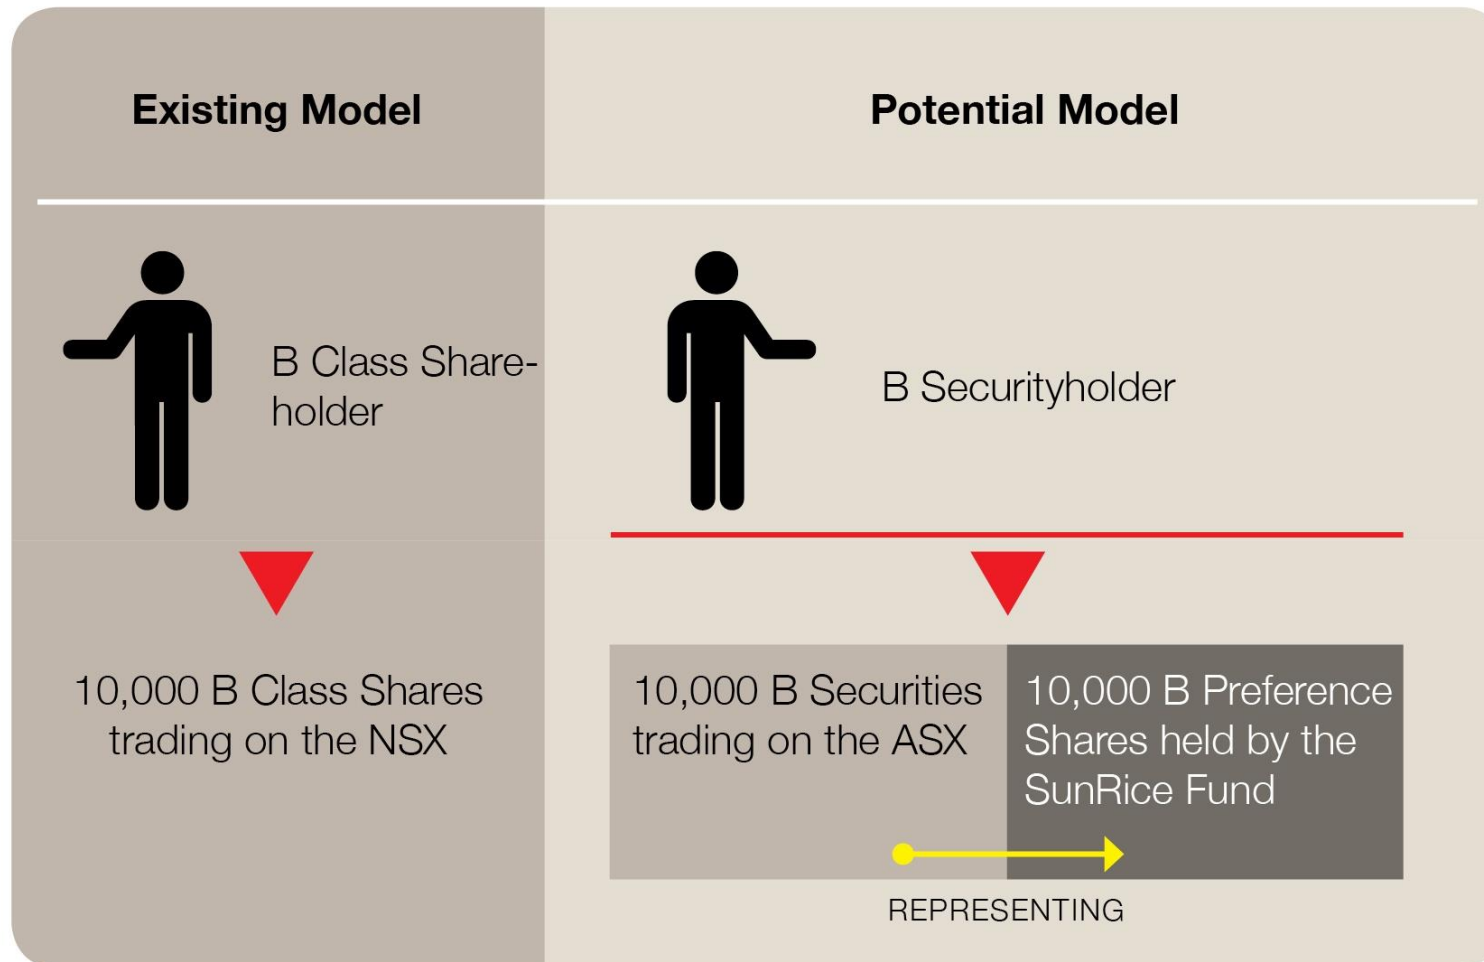 Existing Model
Potential Model
B Class Share-
holder
B Securityholder
10,000 B Class Shares
trading on the NSX
10,000 B Securities
trading on the ASX
10,000 B Preference
Shares held by the
SunRice Fund
REPRESENTING